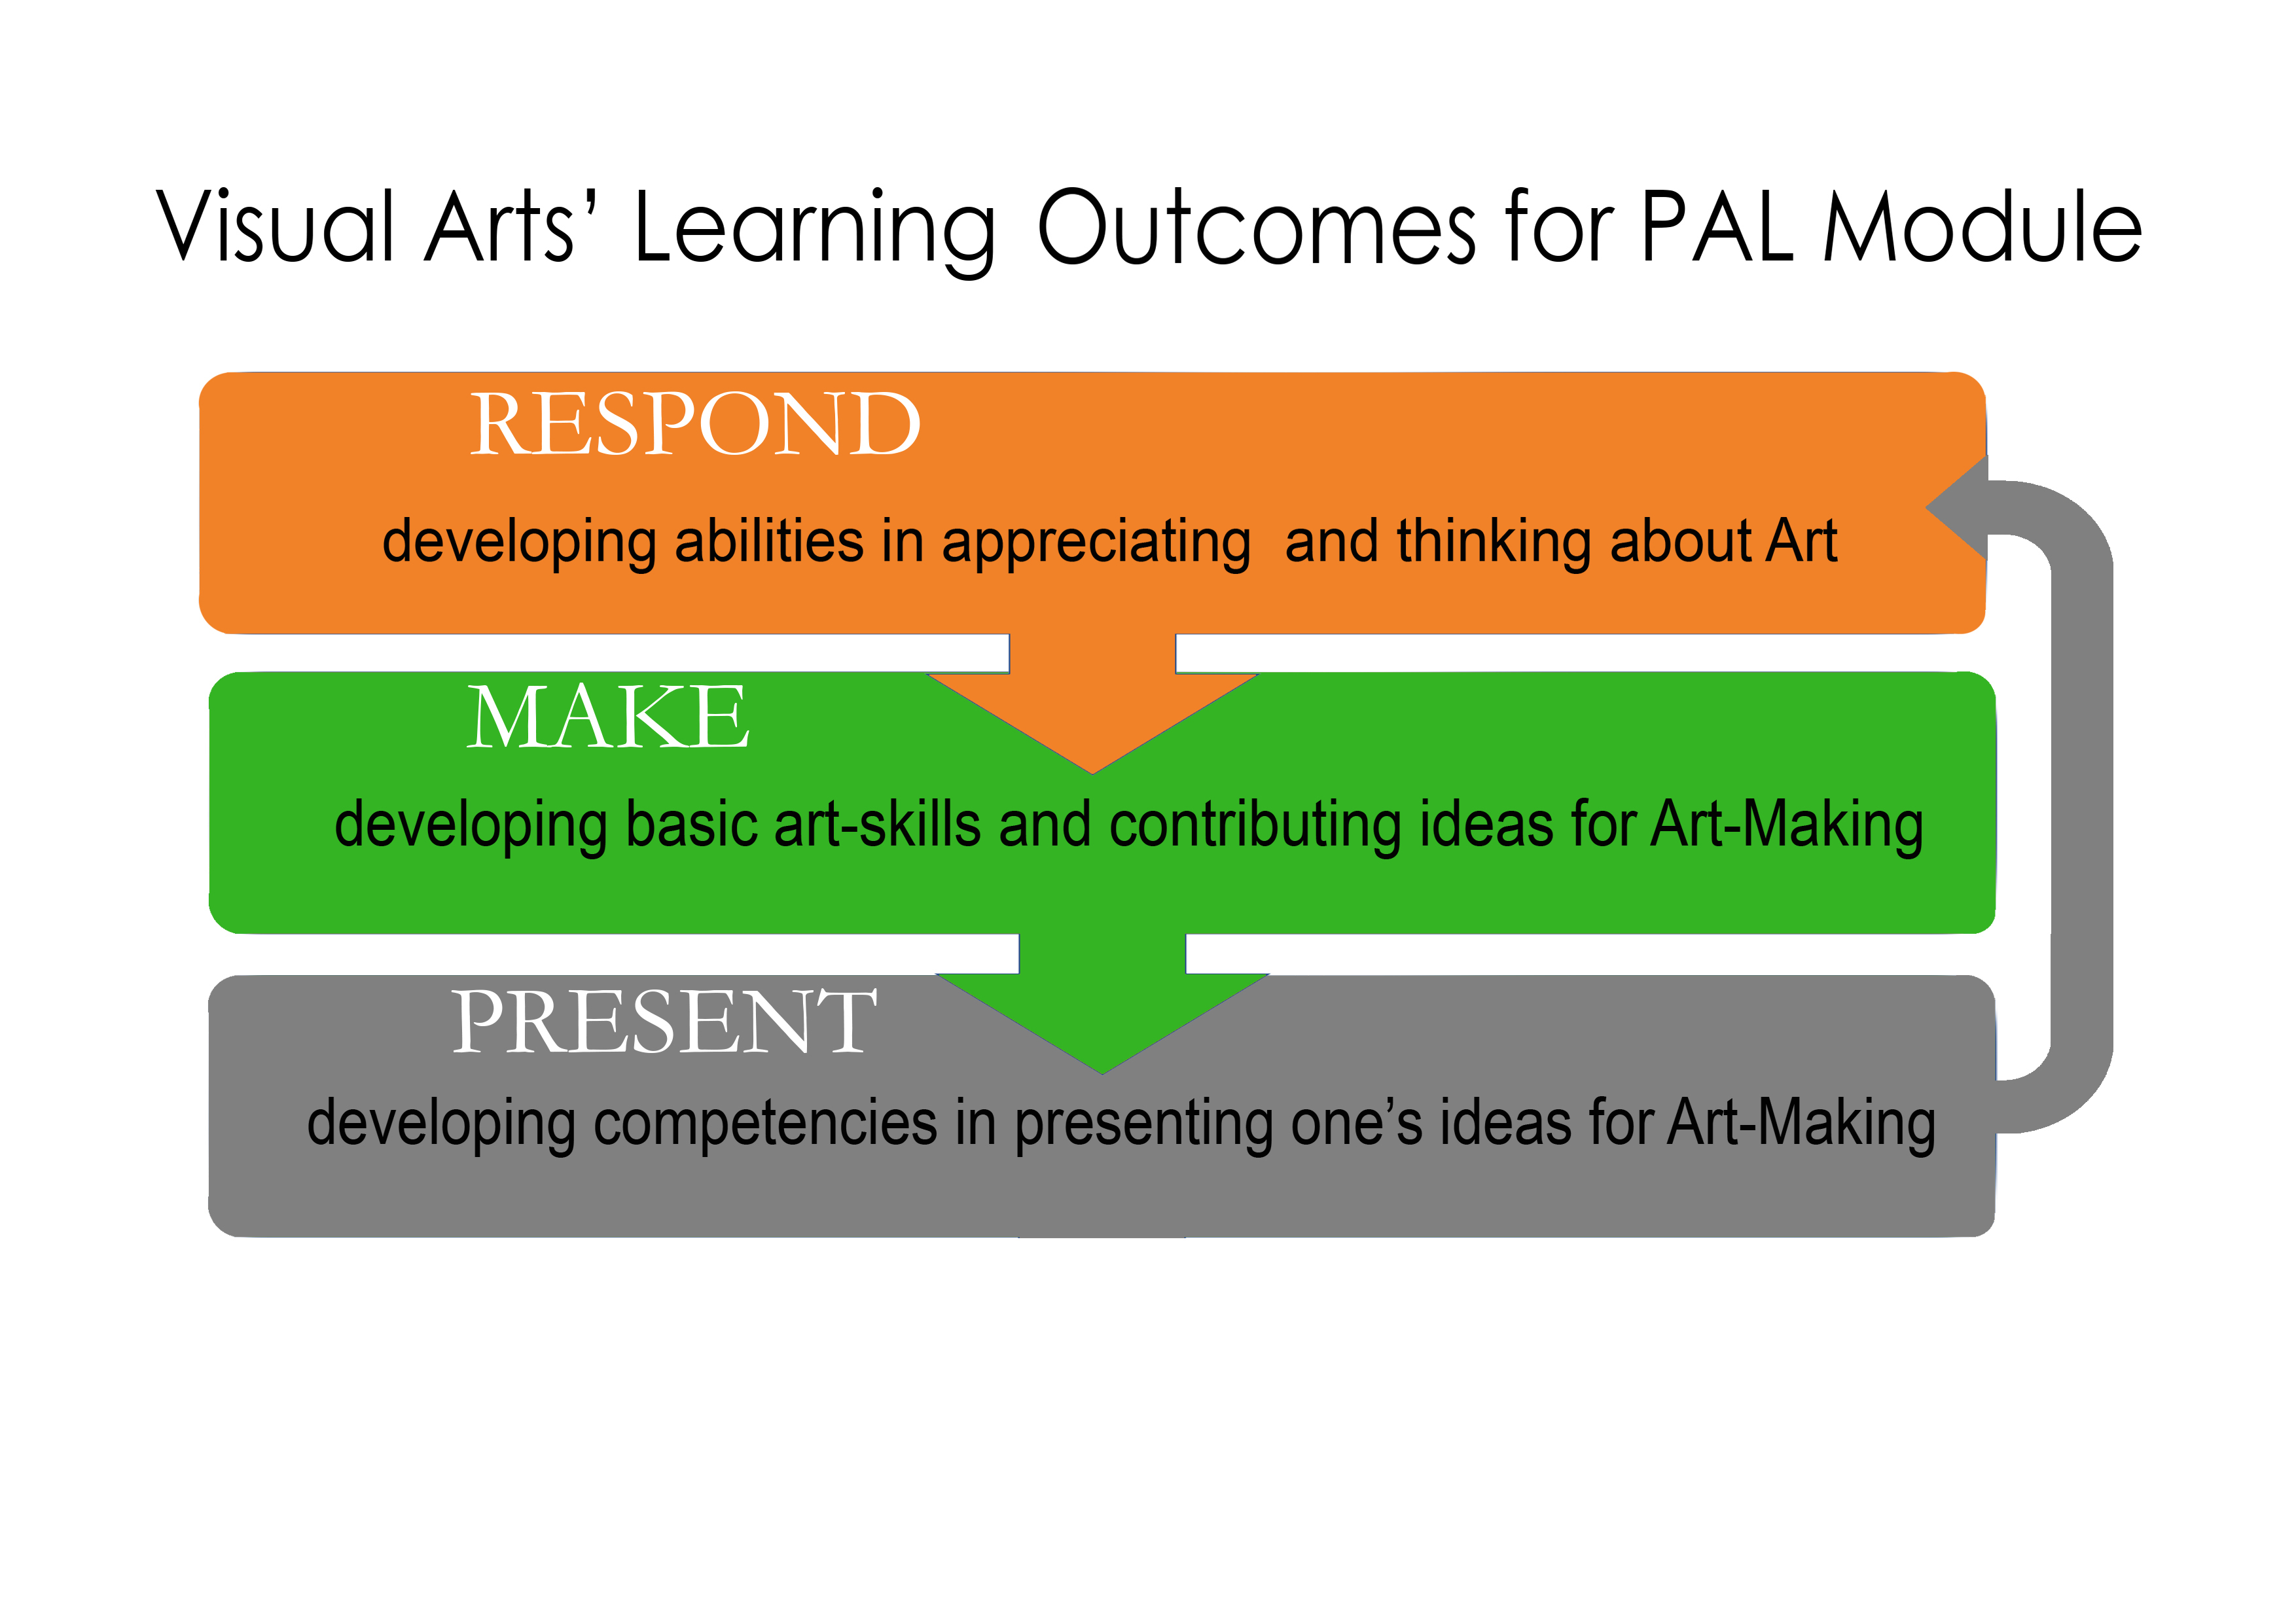 Visual Arts’ Learning Outcomes for PAL Module
RESPOND
developing abilities in appreciating and thinking about Art
MAKE
developing basic art-skills and contributing ideas for Art-Making
PRESENT
developing competencies in presenting one’s ideas for Art-Making